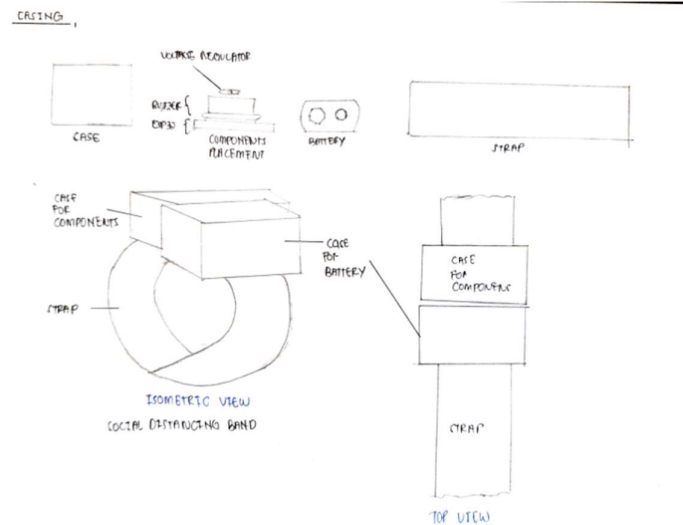 CASING,
VOLTAGE REGULATOR
BUZZER
CASE
COMPONENTS
PLACEMENT
BATTERY
STRAP
CASE
FOR
COMPONENTS
CASE
FOR
BATTERY
STRAP
CASE
FOR
COMPONENS
STRAP
ISOMETRIC VIEW
SOCIAL DISTANCING BAND
TOP VIEW